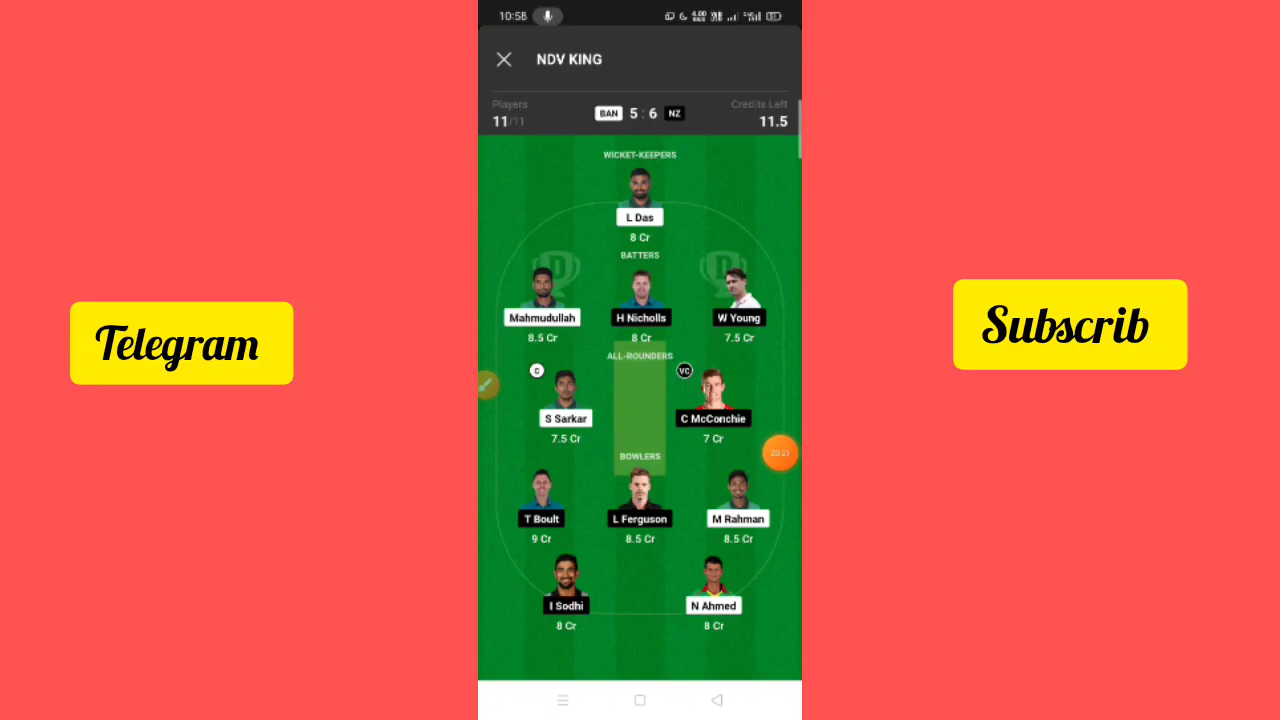 10:58
NDV KING
Players
Credits Left
11/11
BAN 5 : 6 NZ
11.5
WICKET-KEEPERS
L Das
8 Cr
BATTERS
Mahmudullah
H Nicholls
W Young
8.5 Cr
8 Cr
7.5 Cr
ALL-ROUNDERS
C
VC
S Sarkar
C McConchie
7.5 Cr
7 Cr
BOWLERS
T Boult
L Ferguson
M Rahman
9 Cr
8.5 Cr
8.5 Cr
I Sodhi
N Ahmed
8 Cr
8 Cr
20:21
Telegram
Subscrib